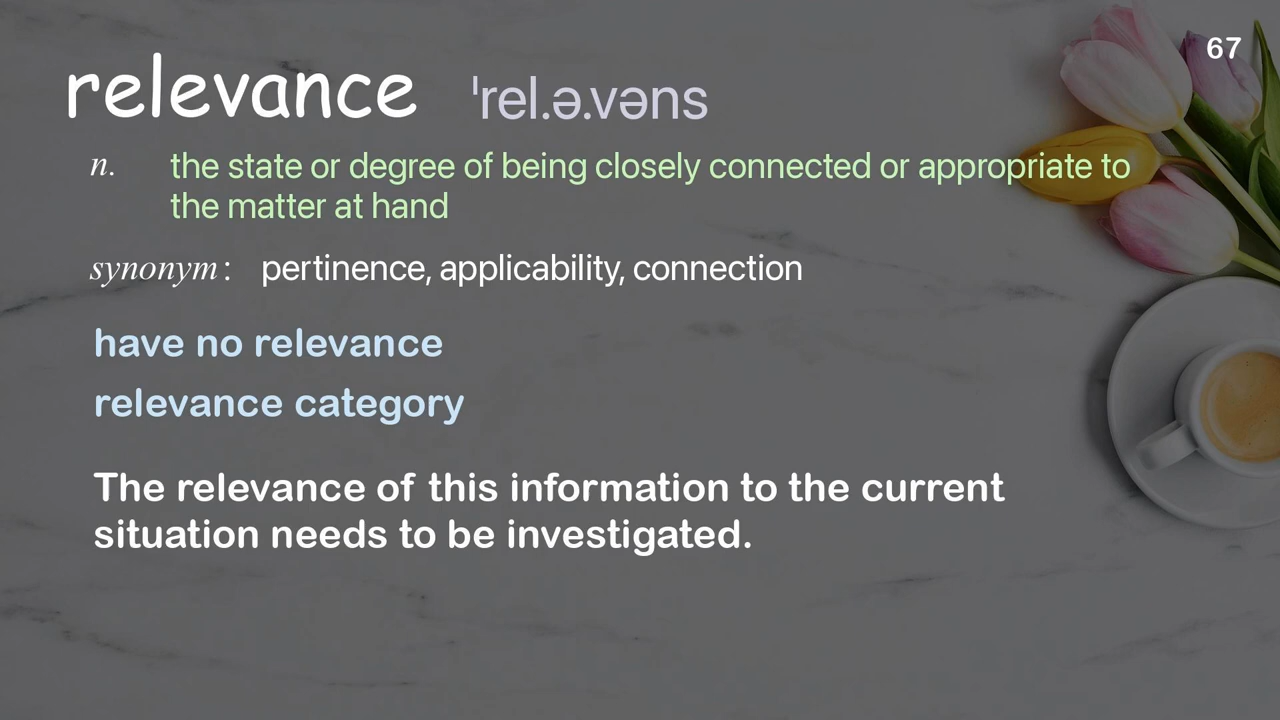 67
relevance ˈrel.ə.vəns
n. the state or degree of being closely connected or appropriate to
the matter at hand
synonym: pertinence, applicability, connection
have no relevance
relevance category
The relevance of this information to the current
situation needs to be investigated.